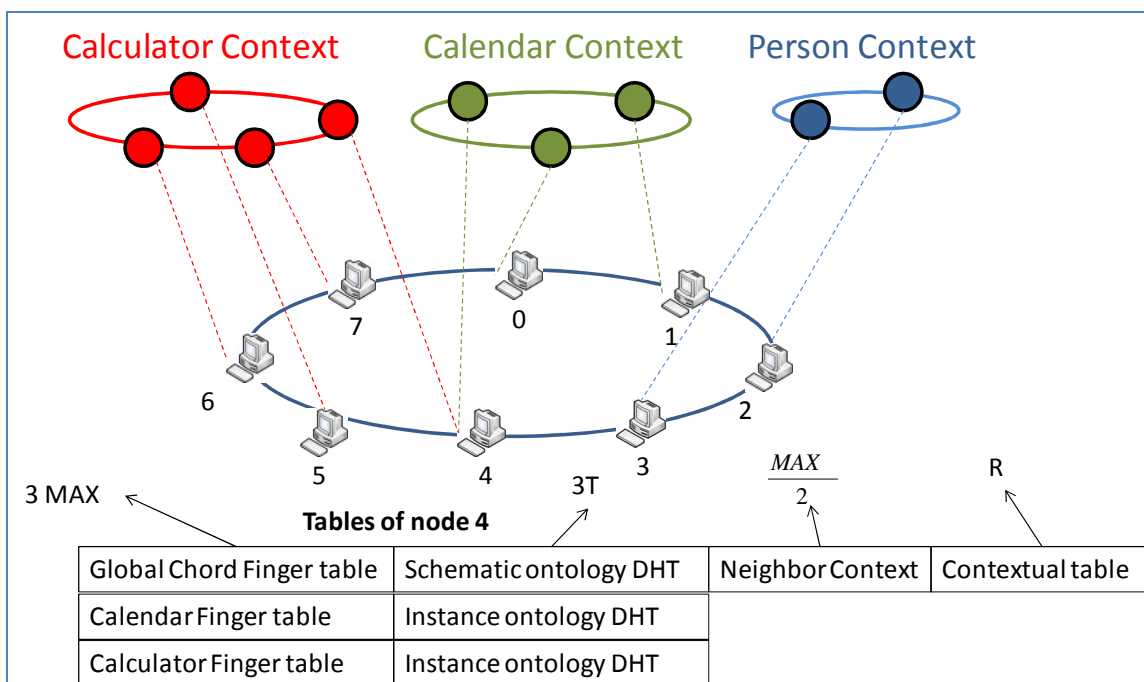 Calculator Context
Calendar Context
Person Context
7
0
1
6
2
5
4
3
3 MAX
3T
MAX
2
R
Tables of node 4
Global Chord Finger table
Schematic ontology DHT
Neighbor Context
Contextual table
Calendar Finger table
Instance ontology DHT
Calculator Finger table
Instance ontology DHT